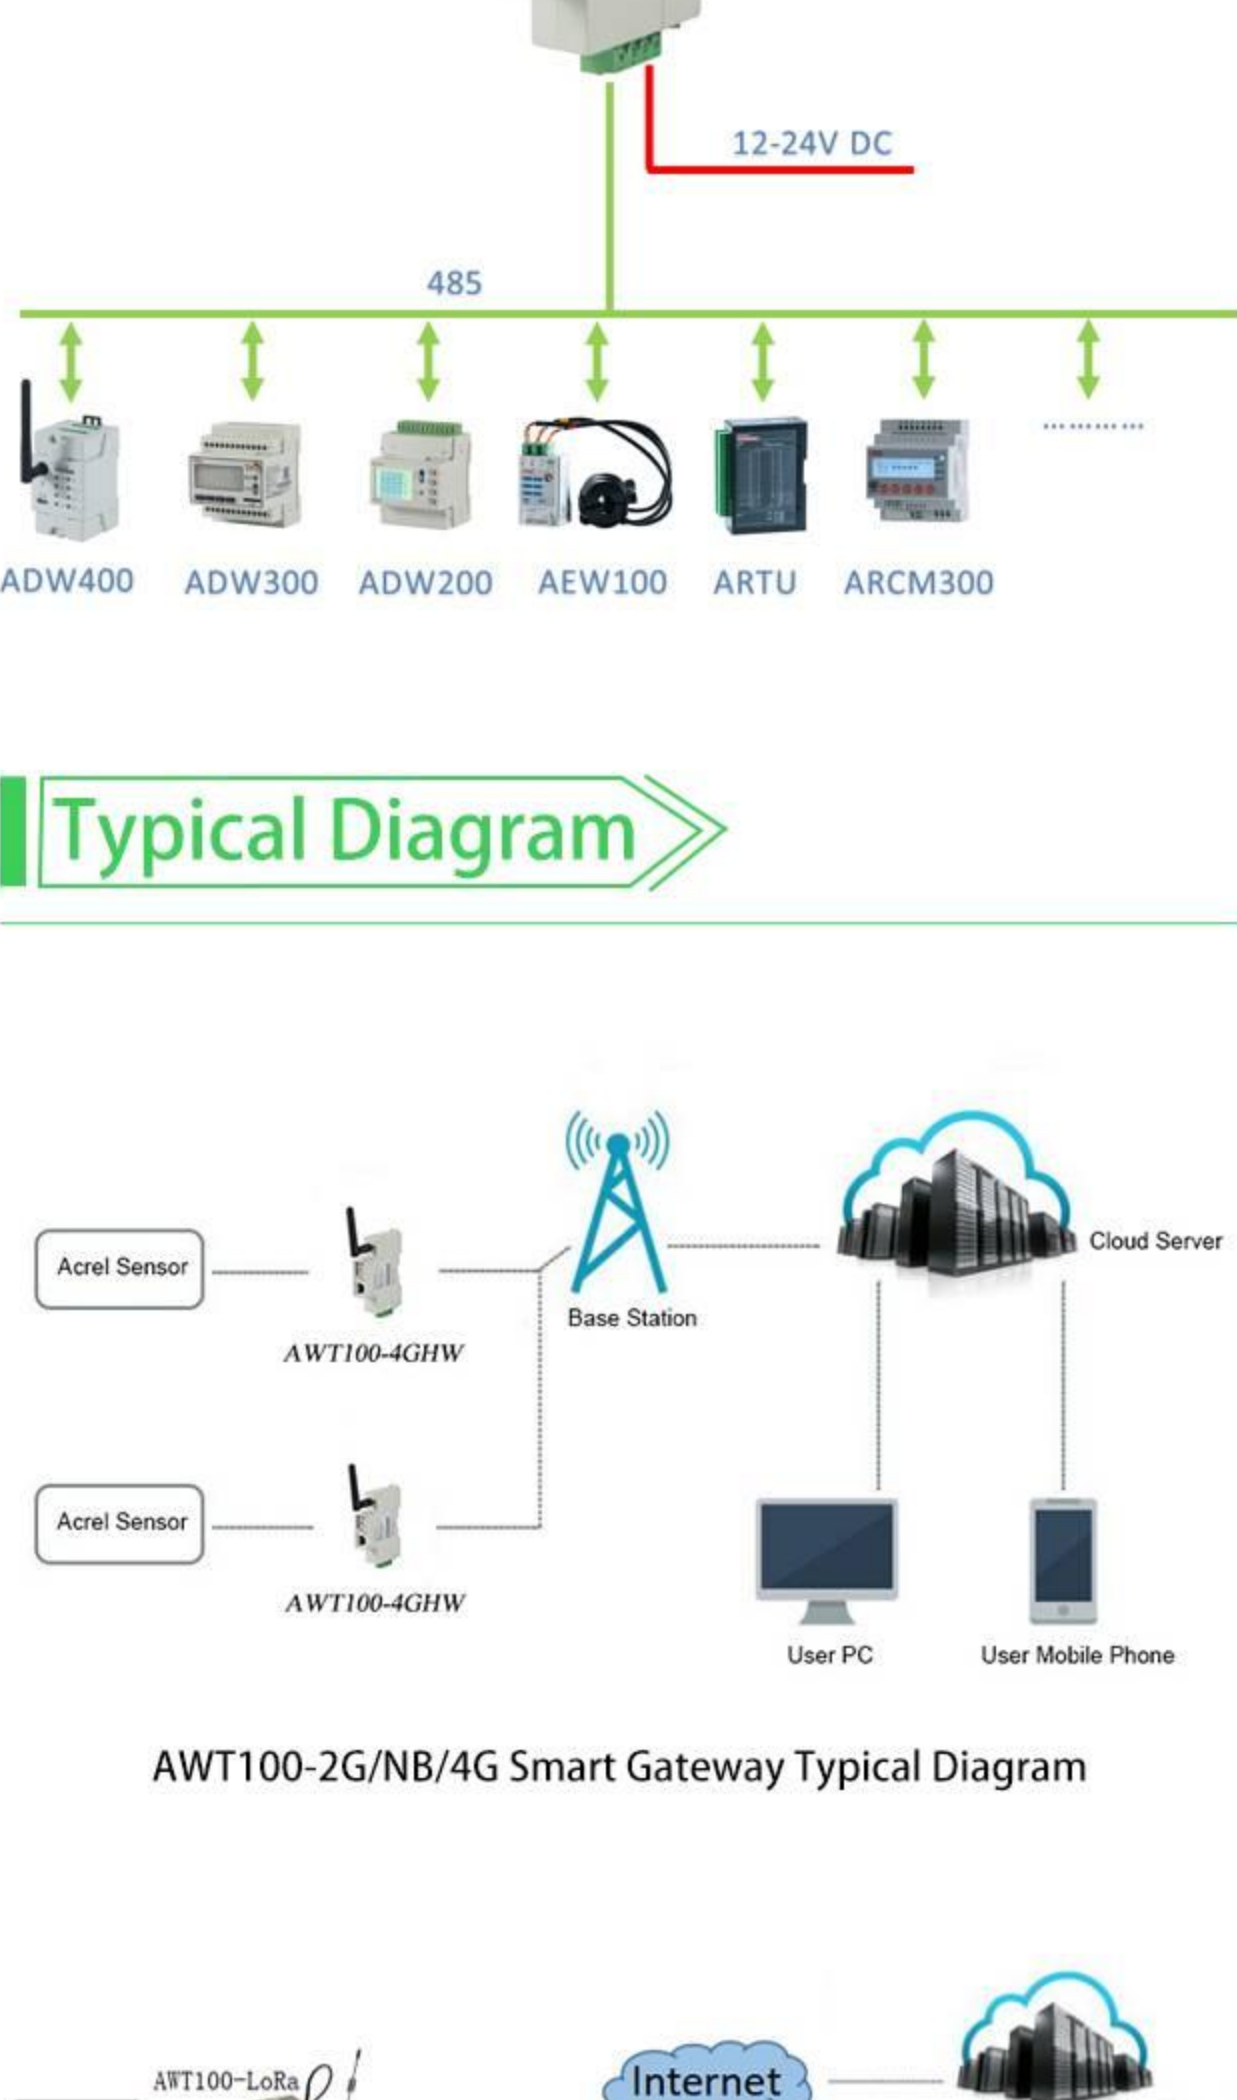 12-24V DC
485
ADW400 ADW300 ADW200 AEW100 ARTU ARCM300
Typical Diagram
Acrel Sensor
AWT100-4GHW
Base Station
Cloud Server
Acrel Sensor
AWT100-4GHW
User PC
User Mobile Phone
AWT100-2G/NB/4G Smart Gateway Typical Diagram
AWT100-LoRa
Internet